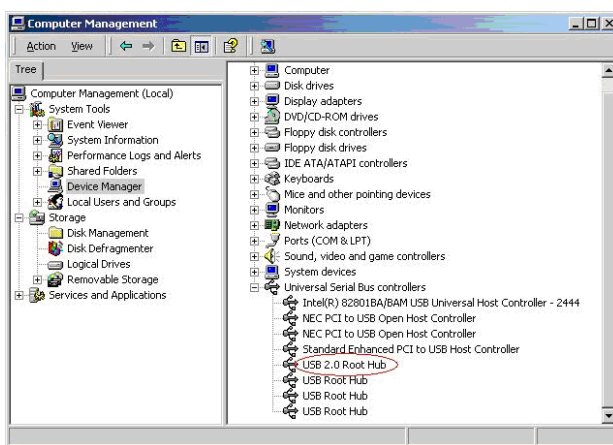 Computer Management
Action View
Tree
Computer Management (Local)
System Tools
Event Viewer
System Information
Performance Logs and Alerts
Shared Folders
Device Manager
Local Users and Groups
Storage
Disk Management
Disk Defragmenter
Logical Drives
Removable Storage
Services and Applications
Computer
Disk drives
Display adapters
DVD/CD-ROM drives
Floppy disk controllers
Floppy disk drives
IDE ATA/ATAPI controllers
Keyboards
Mice and other pointing devices
Monitors
Network adapters
Ports (COM & LPT)
Sound, video and game controllers
System devices
Universal Serial Bus controllers
Intel(R) 82801BA/BAM USB Universal Host Controller - 2444
NEC PCI to USB Open Host Controller
NEC PCI to USB Open Host Controller
Standard Enhanced PCI to USB Host Controller
USB 2.0 Root Hub
USB Root Hub
USB Root Hub
USB Root Hub